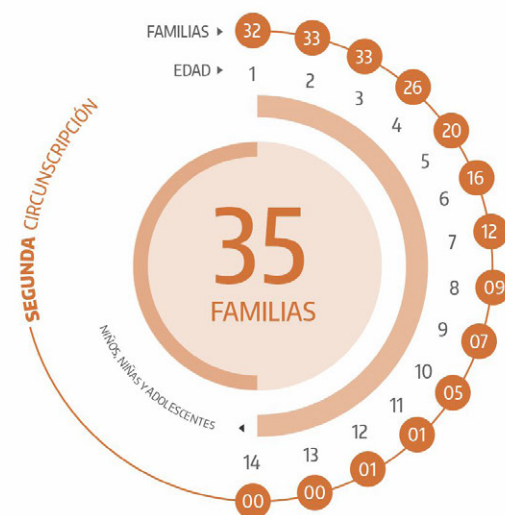 FAMILIAS ▸ 32 33 33 26 20 16 12 09 07 05 01 01 00 00
EDAD ▸ 1 2 3 4 5 6 7 8 9 10 11 12 13 14
SEGUNDA CIRCUNSCRIPCIÓN
35
FAMILIAS
NIÑOS, NIÑAS Y ADOLESCENTES